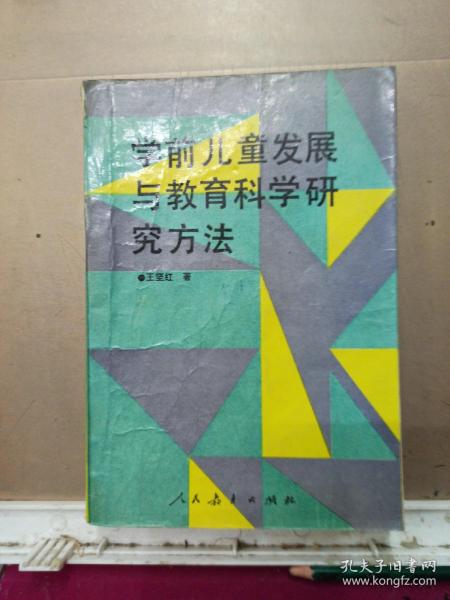 学前儿童发展
与教育科学研
究方法
王坚红 著
人民教育出版社
孔夫子旧书网
www.kongfz.com